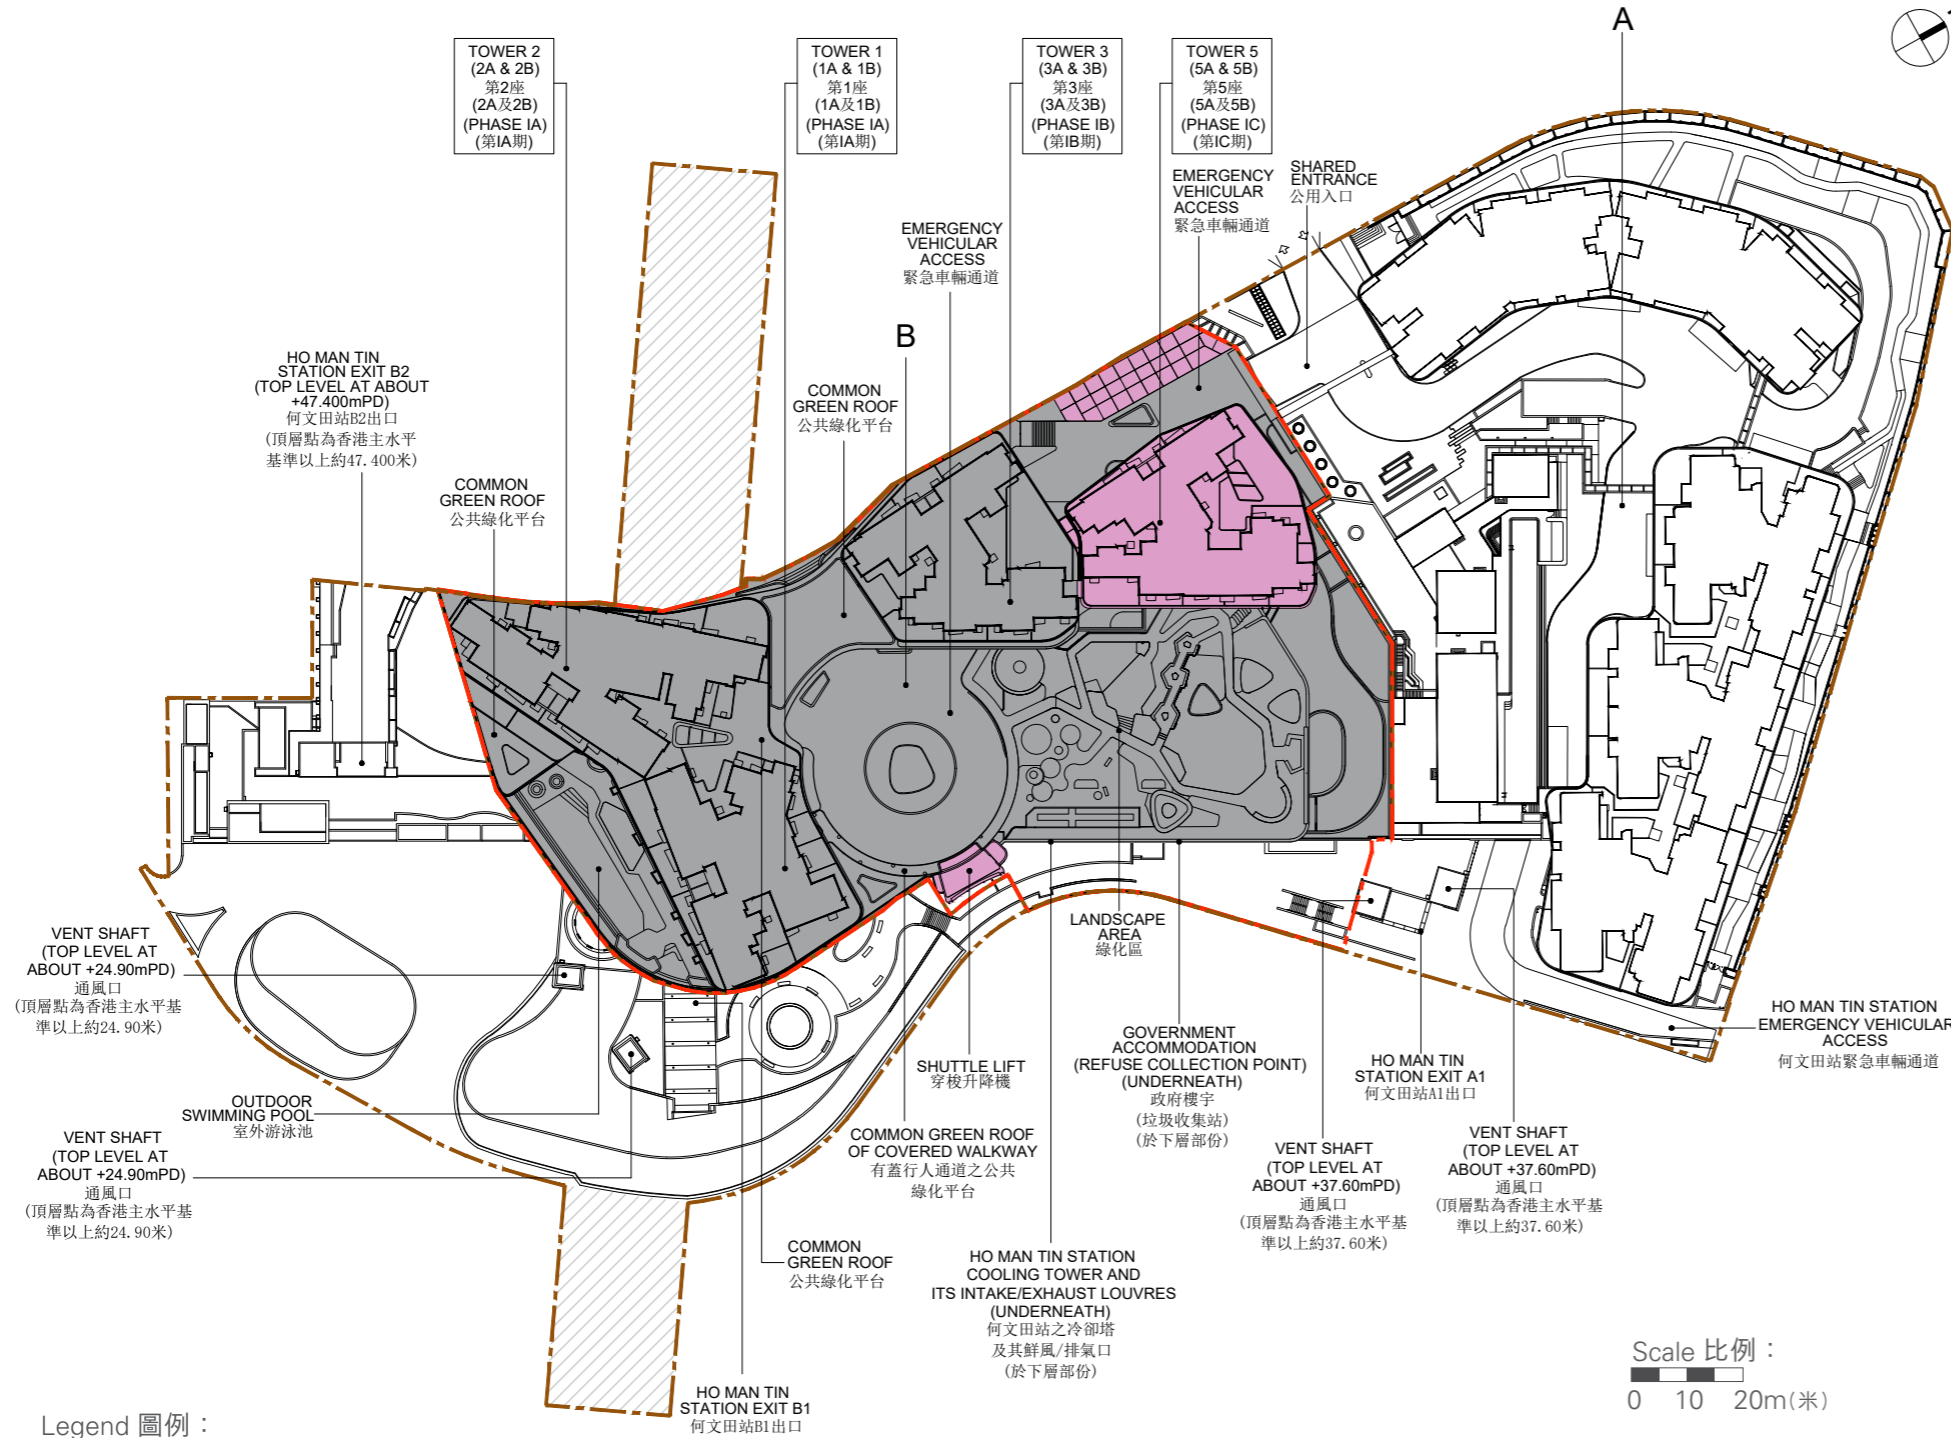 A
TOWER 2
(2A & 2B)
第2座
(2A及2B)
(PHASE IA)
(第IA期)
TOWER 1
(1A & 1B)
第1座
(1A及1B)
(PHASE IA)
(第IA期)
TOWER 3
(3A & 3B)
第3座
(3A及3B)
(PHASE IB)
(第IB期)
TOWER 5
(5A & 5B)
第5座
(5A及5B)
(PHASE IC)
(第IC期)
EMERGENCY
VEHICULAR
ACCESS
緊急車輛通道
SHARED
ENTRANCE
公用入口
EMERGENCY
VEHICULAR
ACCESS
緊急車輛通道
B
HO MAN TIN
STATION EXIT B2
(TOP LEVEL AT ABOUT
+47.400mPD)
何文田站B2出口
(頂層點為香港主水平
基準以上約47.400米)
COMMON
GREEN ROOF
公共綠化平台
COMMON
GREEN ROOF
公共綠化平台
VENT SHAFT
(TOP LEVEL AT
ABOUT +24.90mPD)
通風口
(頂層點為香港主水平基
準以上約24.90米)
LANDSCAPE
AREA
綠化區
HO MAN TIN STATION
EMERGENCY VEHICULAR
ACCESS
何文田站緊急車輛通道
OUTDOOR
SWIMMING POOL
室外游泳池
SHUTTLE LIFT
穿梭升降機
GOVERNMENT
ACCOMMODATION
(REFUSE COLLECTION POINT)
(UNDERNEATH)
政府樓宇
(垃圾收集站)
(於下層部份)
HO MAN TIN
STATION EXIT A1
何文田站A1出口
VENT SHAFT
(TOP LEVEL AT
ABOUT +24.90mPD)
通風口
(頂層點為香港主水平基
準以上約24.90米)
COMMON GREEN ROOF
OF COVERED WALKWAY
有蓋行人通道之公共
綠化平台
VENT SHAFT
(TOP LEVEL AT
ABOUT +37.60mPD)
通風口
(頂層點為香港主水平基
準以上約37.60米)
VENT SHAFT
(TOP LEVEL AT
ABOUT +37.60mPD)
通風口
(頂層點為香港主水平基
準以上約37.60米)
COMMON
GREEN ROOF
公共綠化平台
HO MAN TIN STATION
COOLING TOWER AND
ITS INTAKE/EXHAUST LOUVRES
(UNDERNEATH)
何文田站之冷卻塔
及其鮮風/排氣口
(於下層部份)
HO MAN TIN
STATION EXIT B1
何文田站B1出口
Scale 比例：
0 10 20m(米)
Legend 圖例：